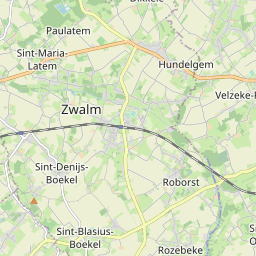 Paulatem
Sint-Maria-
Latem
Hundelgem
Velzeke-
Zwalm
Sint-Denijs-
Boekel
Roborst
Sint-Blasius-
Boekel
Rozebeke